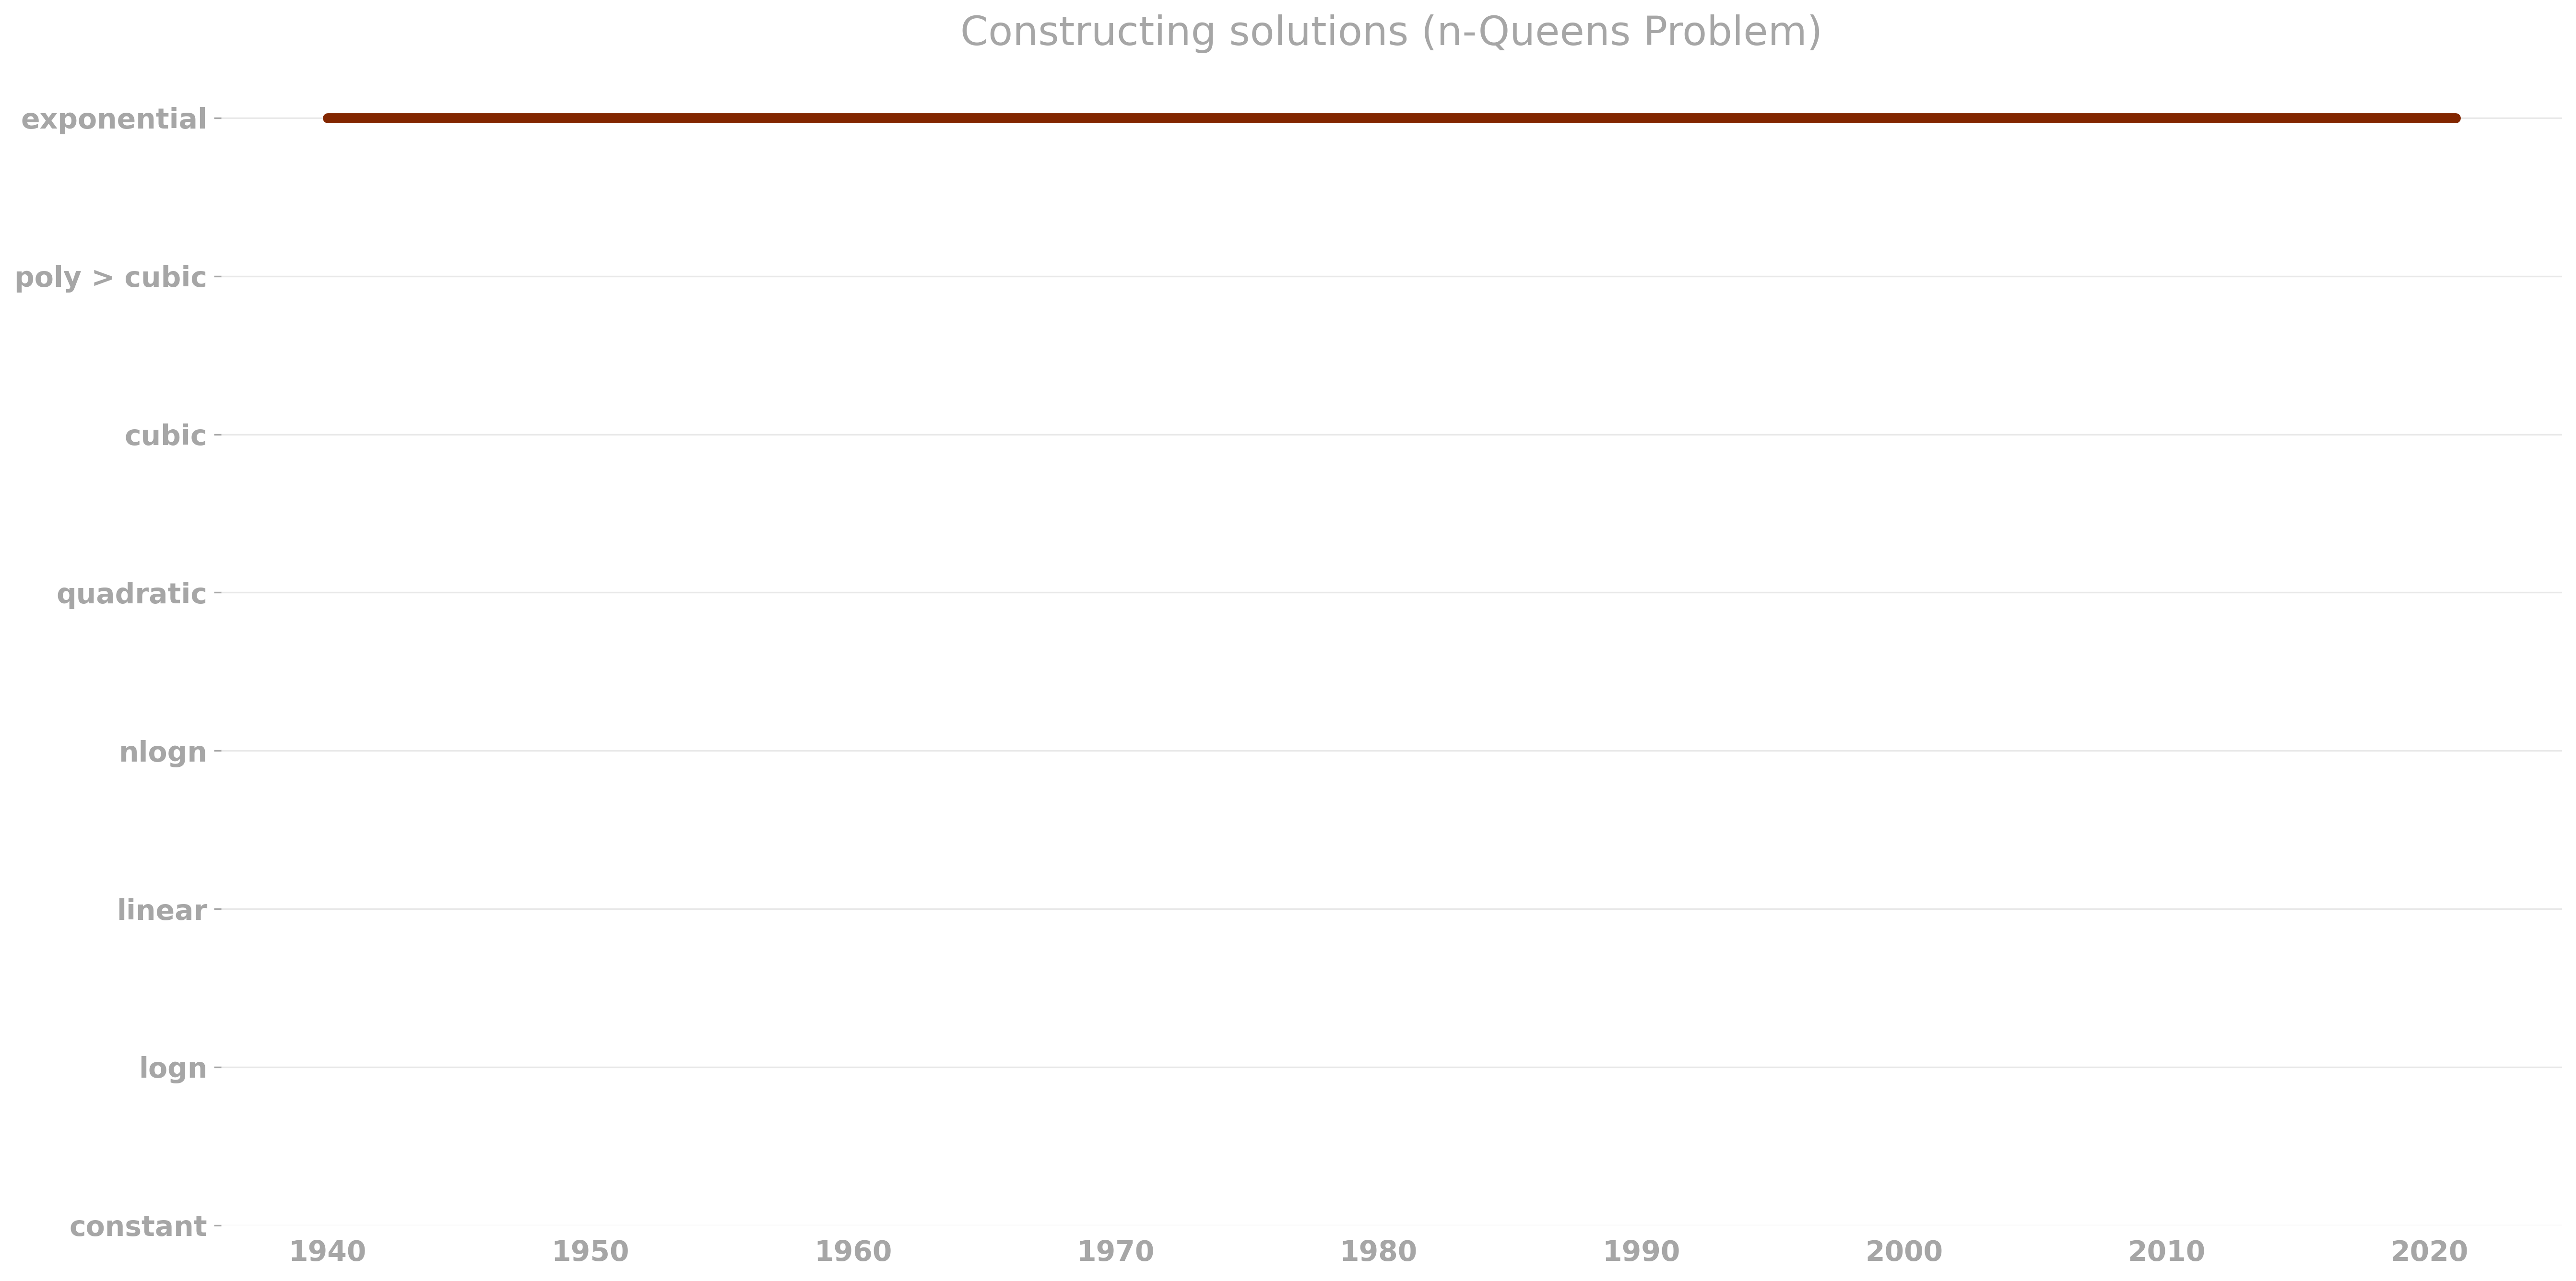 Constructing solutions (n-Queens Problem)
exponential
poly > cubic
cubic
quadratic
nlogn
linear
logn
constant
1940 1950 1960 1970 1980 1990 2000 2010 2020